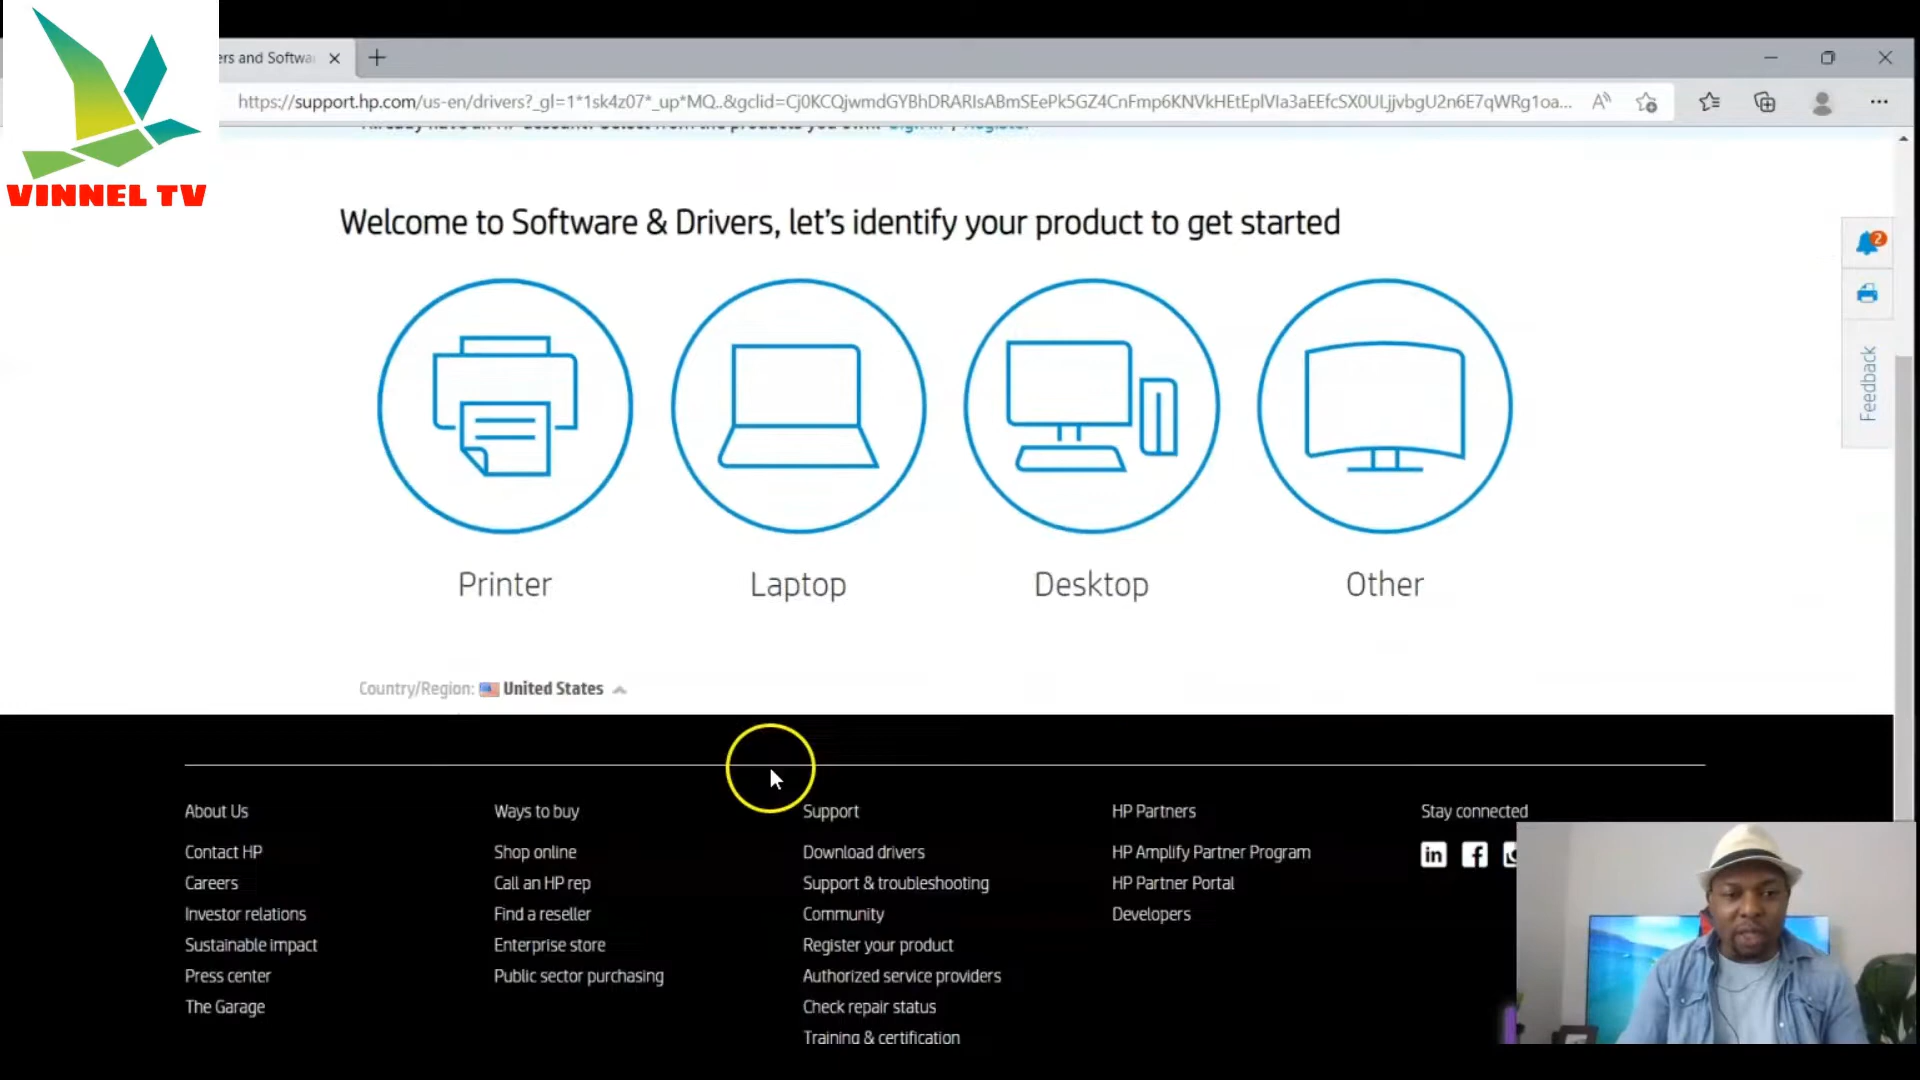 ers and Softwa
https://support.hp.com/us-en/drivers?_gl=1*1sk4z07*_up*MQ..&gclid=Cj0KCQjwmdGYBhDRARIsABmSEePk5GZ4CnFmp6KNVkHEtEplVIa3aEEfcSX0ULjjvbgU2n6E7qWRg1oa...
VINNEL TV
Welcome to Software & Drivers, let's identify your product to get started
2
Feedback
Printer
Laptop
Desktop
Other
Country/Region: United States
About Us
Contact HP
Careers
Investor relations
Sustainable impact
Press center
The Garage
Ways to buy
Shop online
Call an HP rep
Find a reseller
Enterprise store
Public sector purchasing
Support
Download drivers
Support & troubleshooting
Community
Register your product
Authorized service providers
Check repair status
Training & certification
HP Partners
HP Amplify Partner Program
HP Partner Portal
Developers
Stay connected